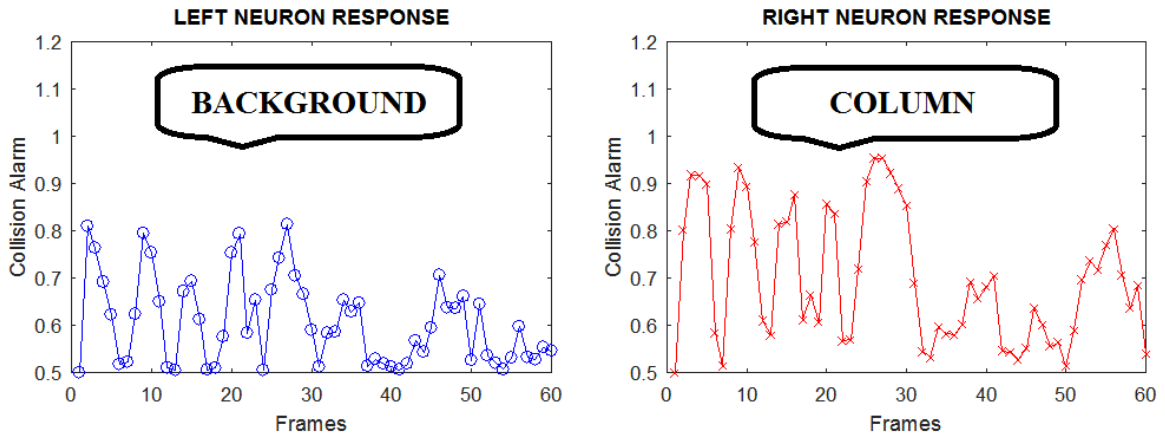 LEFT NEURON RESPONSE
1.2
1.1
1
0.9
0.8
0.7
0.6
0.5
Collision Alarm
BACKGROUND
0 10 20 30 40 50 60
Frames
RIGHT NEURON RESPONSE
1.2
1.1
1
0.9
0.8
0.7
0.6
0.5
Collision Alarm
COLUMN
0 10 20 30 40 50 60
Frames